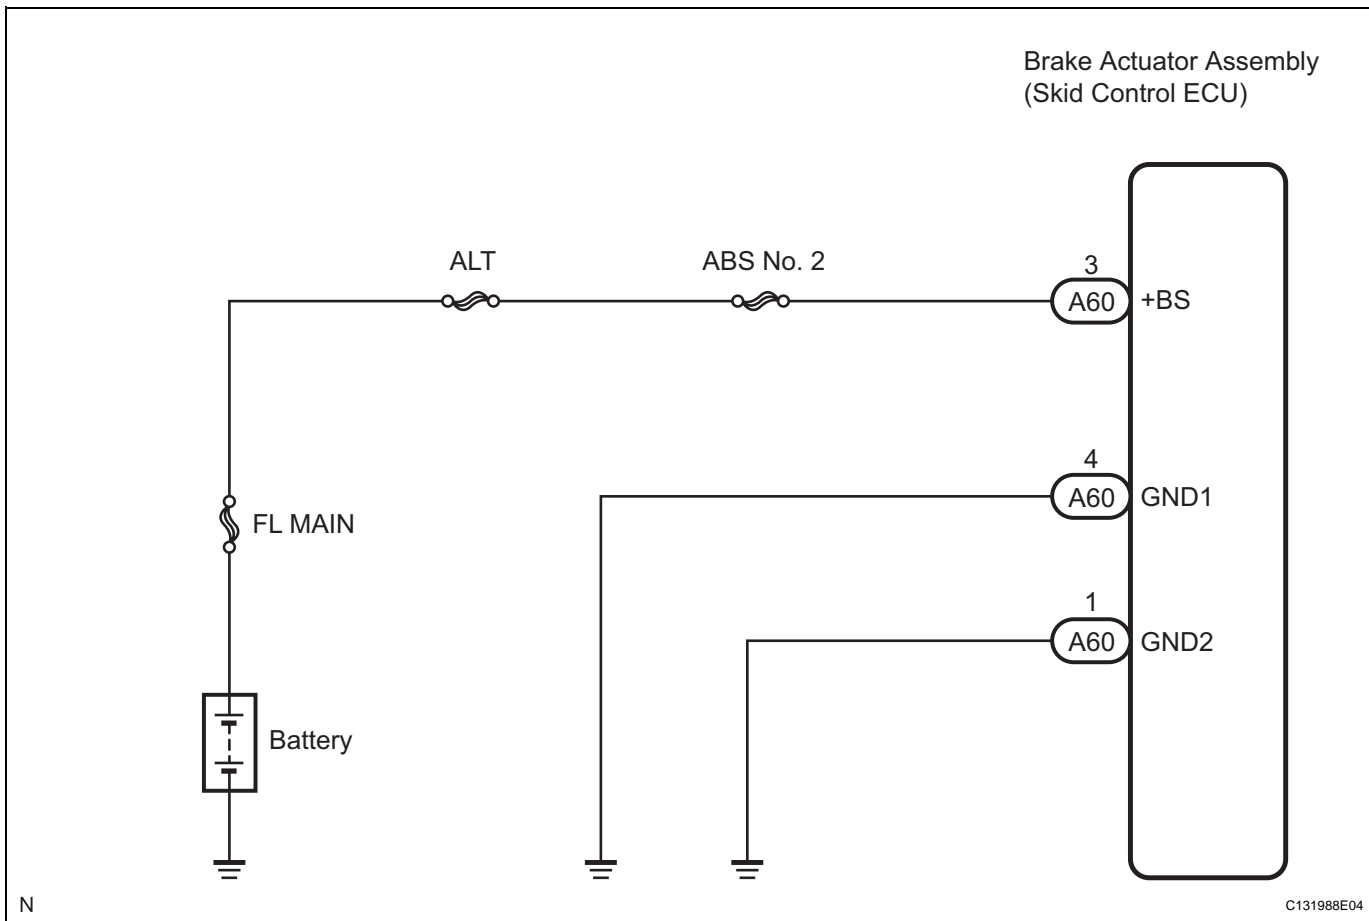 Brake Actuator Assembly
(Skid Control ECU)
ALT
ABS No. 2
3
A60
+BS
4
A60
GND1
FL MAIN
1
A60
GND2
Battery
N
C131988E04